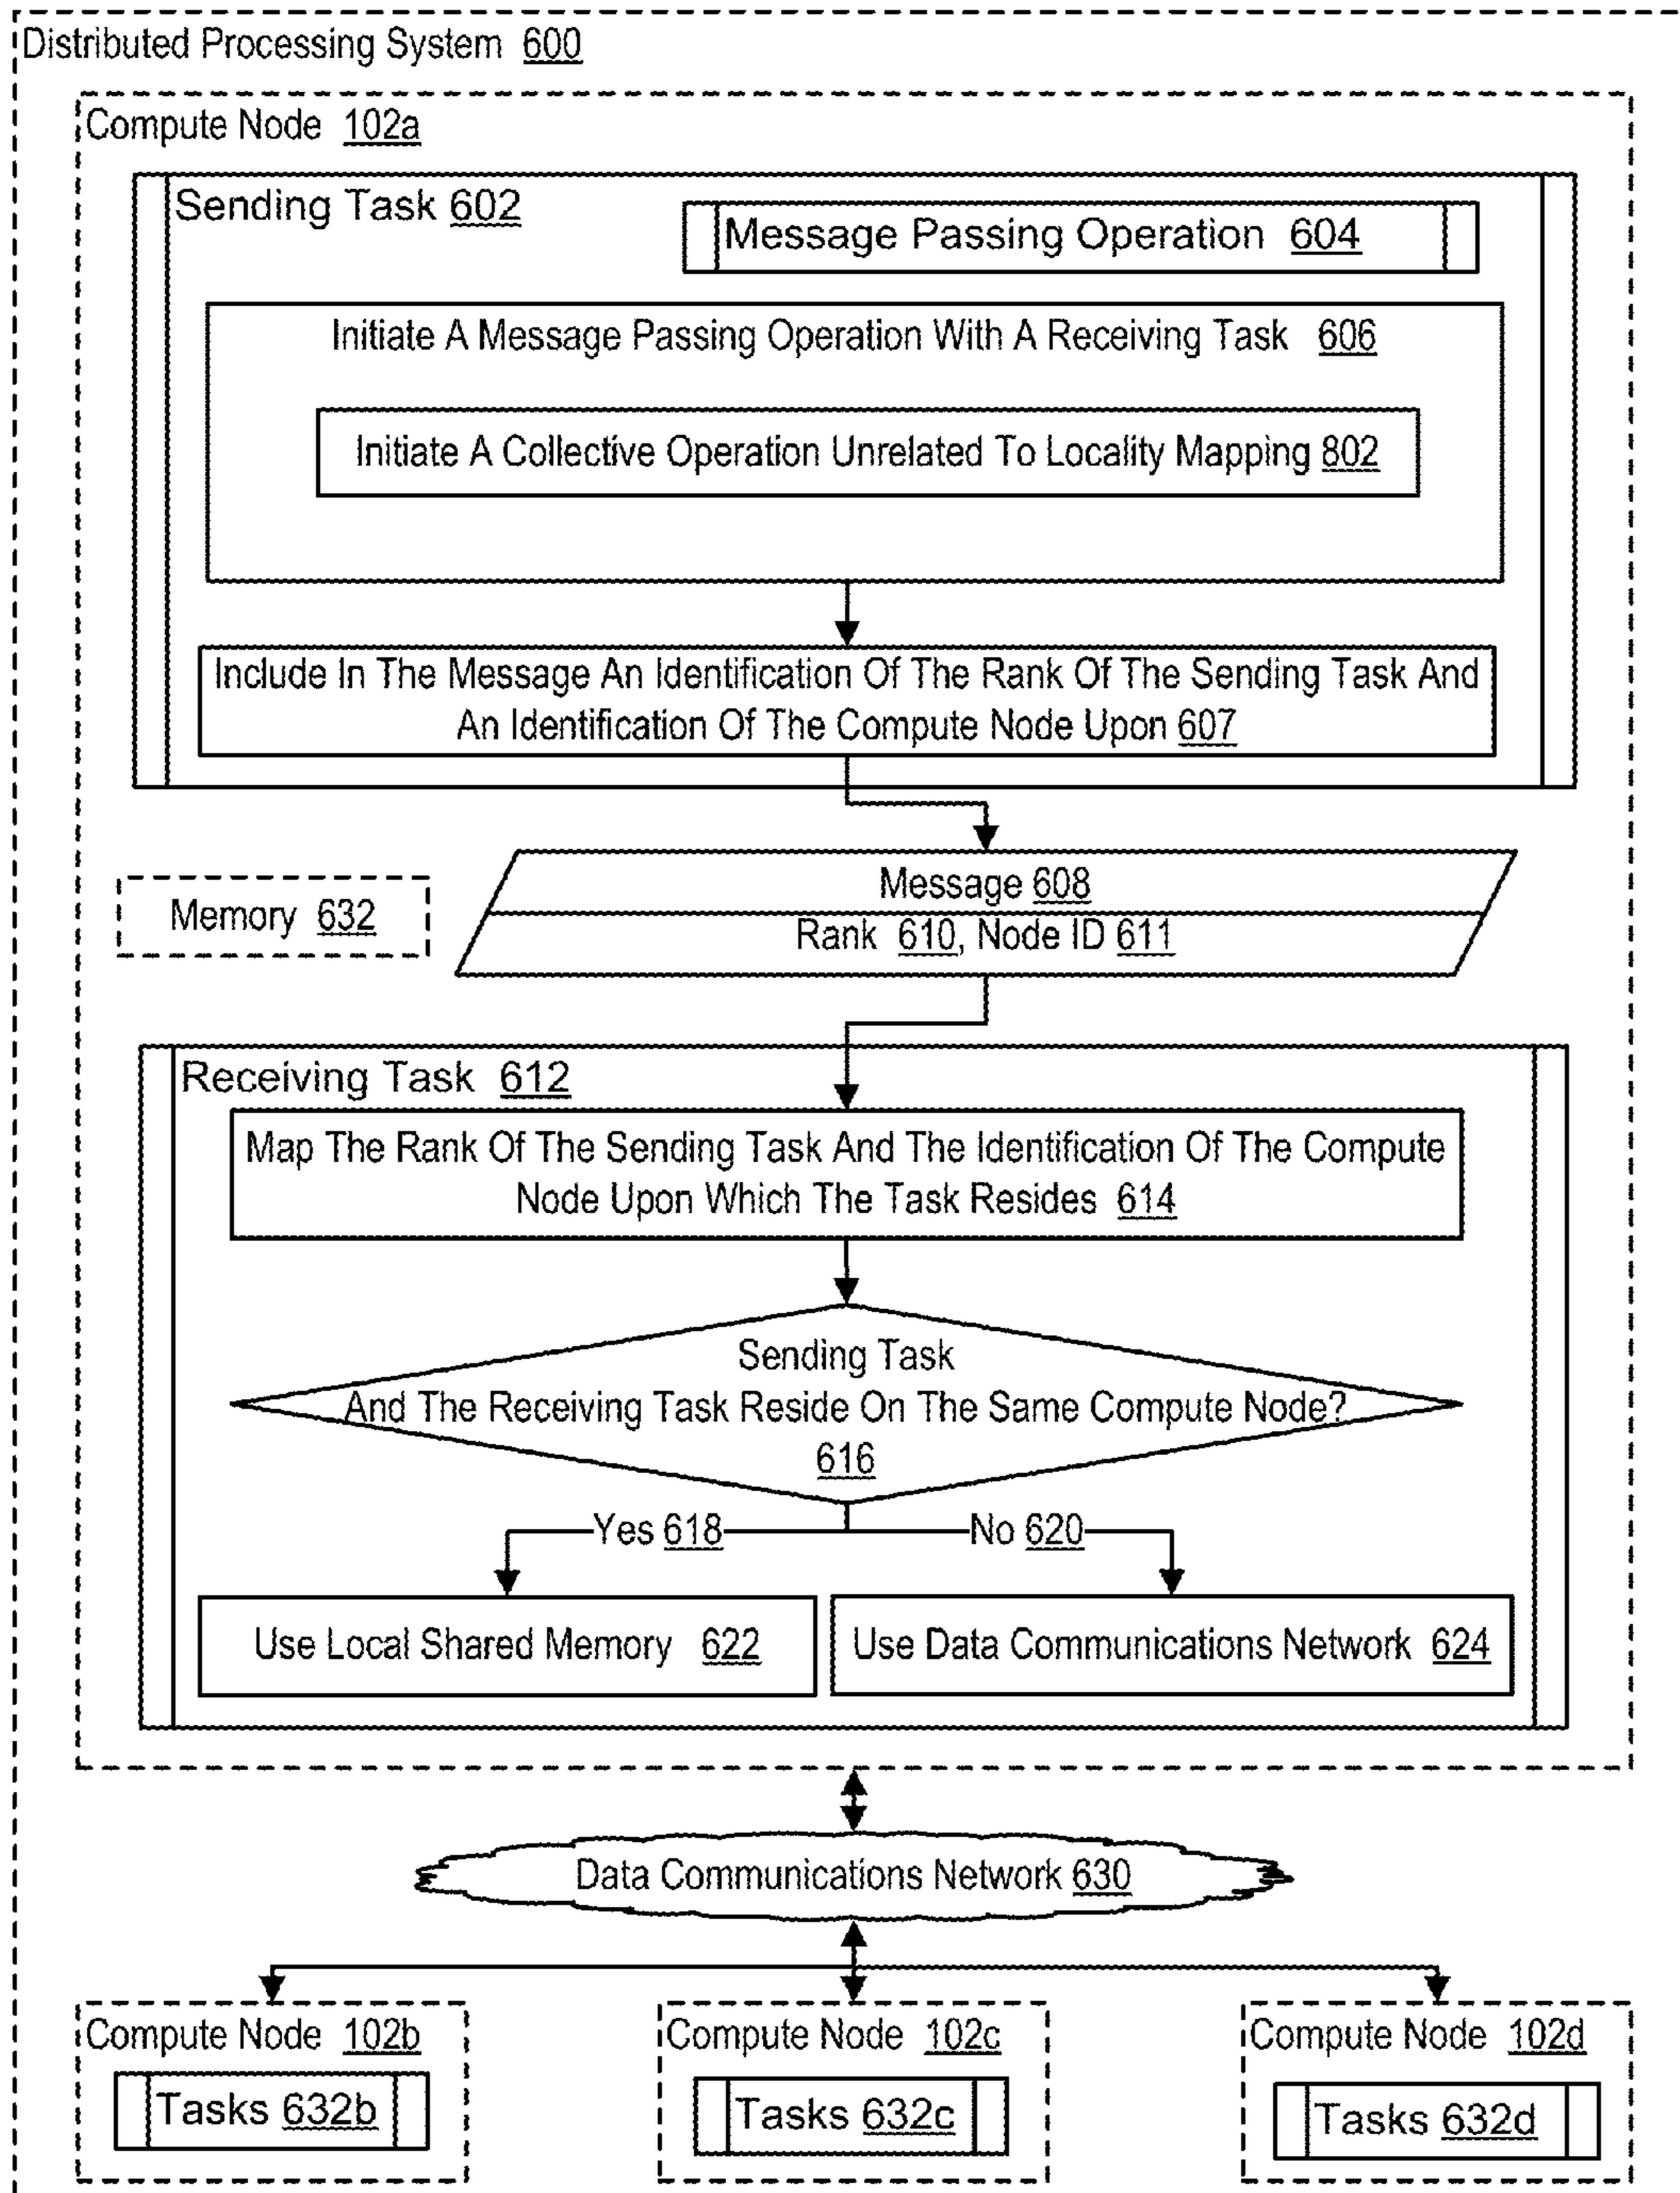 Distributed Processing System 600
Compute Node 102a
Sending Task 602
Message Passing Operation 604
Initiate A Message Passing Operation With A Receiving Task 606
Initiate A Collective Operation Unrelated To Locality Mapping 802
Include In The Message An Identification Of The Rank Of The Sending Task And
An Identification Of The Compute Node Upon 607
Message 608
Memory 632
Rank 610, Node ID 611
Receiving Task 612
Map The Rank Of The Sending Task And The Identification Of The Compute
Node Upon Which The Task Resides 614
Sending Task
And The Receiving Task Reside On The Same Compute Node?
616
Yes 618
No 620
Use Local Shared Memory 622
Use Data Communications Network 624
Data Communications Network 630
Compute Node 102b
Tasks 632b
Compute Node 102c
Tasks 632c
Compute Node 102d
Tasks 632d